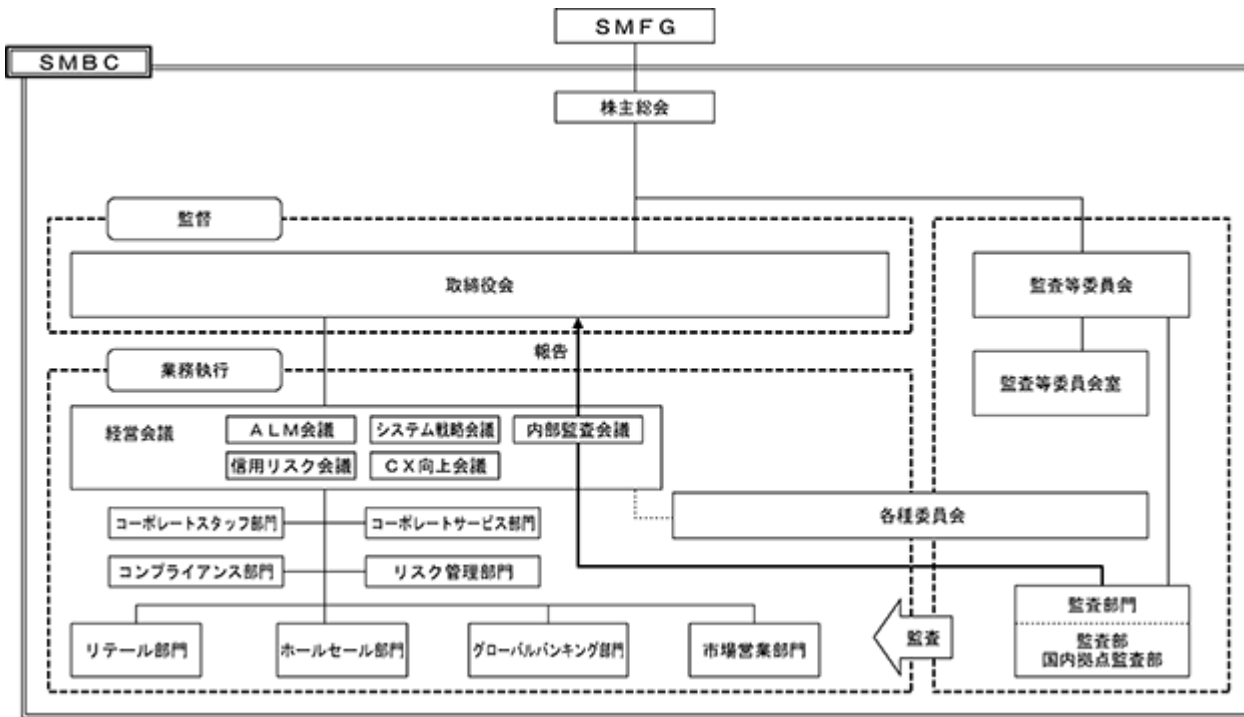 ＳＭＦＧ
ＳＭＢＣ
株主総会
監督
取締役会
監査等委員会
報告
業務執行
監査等委員会室
経営会議
ＡＬＭ会議
システム戦略会議
内部監査会議
信用リスク会議
ＣＸ向上会議
各種委員会
コーポレートスタッフ部門
コーポレートサービス部門
コンプライアンス部門
リスク管理部門
監査部門
監査
監査部
国内拠点監査部
リテール部門
ホールセール部門
グローバルバンキング部門
市場営業部門